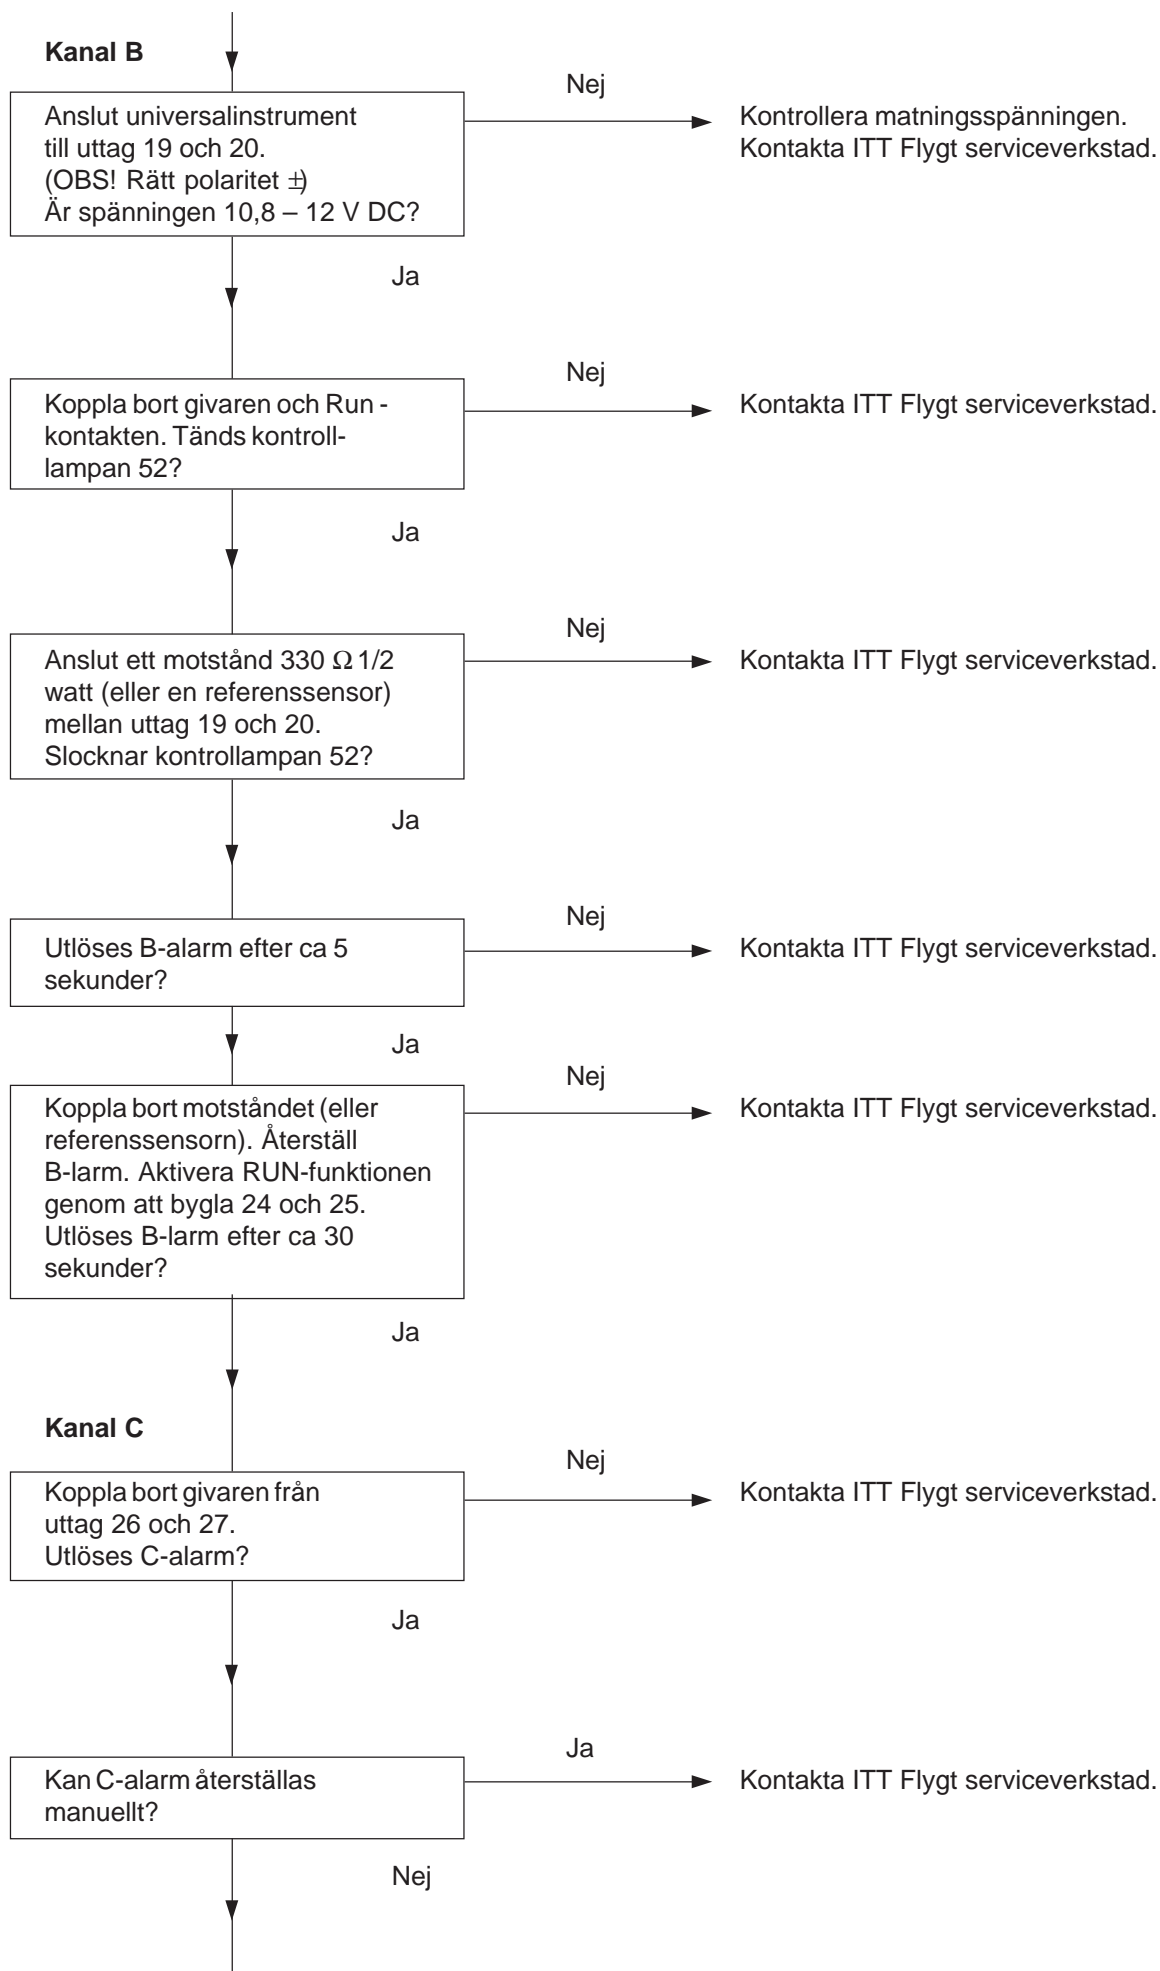 Kanal B
Nej
Anslut universalinstrument
till uttag 19 och 20.
(OBS! Rätt polaritet ±)
Är spänningen 10,8 – 12 V DC?
Kontrollera matningsspänningen.
Kontakta ITT Flygt serviceverkstad.
Ja
Nej
Koppla bort givaren och Run -
kontakten. Tänds kontroll-
lampan 52?
Kontakta ITT Flygt serviceverkstad.
Ja
Nej
Anslut ett motstånd 330 Ω 1/2
watt (eller en referenssensor)
mellan uttag 19 och 20.
Slocknar kontrollampan 52?
Kontakta ITT Flygt serviceverkstad.
Ja
Nej
Utlöses B-alarm efter ca 5
sekunder?
Kontakta ITT Flygt serviceverkstad.
Ja
Nej
Koppla bort motståndet (eller
referenssensorn). Återställ
B-larm. Aktivera RUN-funktionen
genom att bygla 24 och 25.
Utlöses B-larm efter ca 30
sekunder?
Kontakta ITT Flygt serviceverkstad.
Ja
Kanal C
Nej
Koppla bort givaren från
uttag 26 och 27.
Utlöses C-alarm?
Kontakta ITT Flygt serviceverkstad.
Ja
Ja
Kan C-alarm återställas
manuellt?
Kontakta ITT Flygt serviceverkstad.
Nej